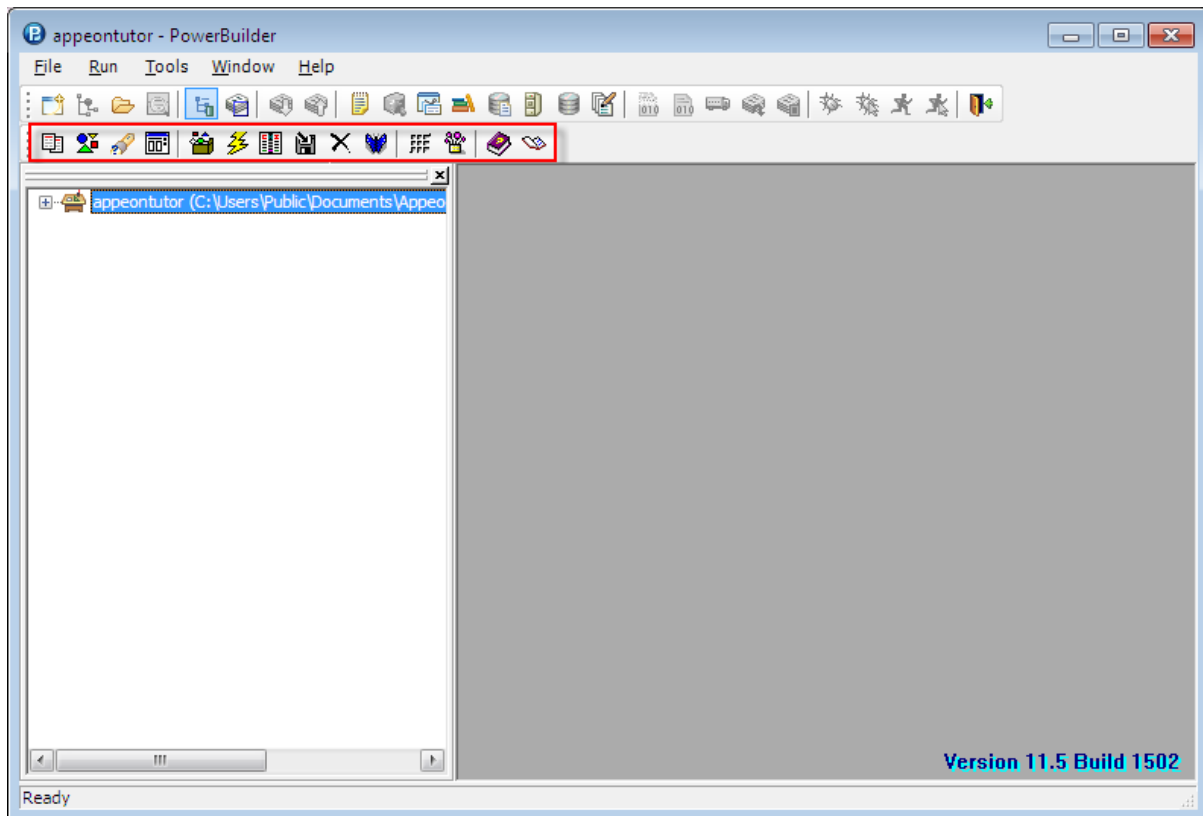 appeontutor - PowerBuilder
File Run Tools Window Help
appeontutor (C:\Users\Public\Documents\Appeo
Version 11.5 Build 1502
Ready